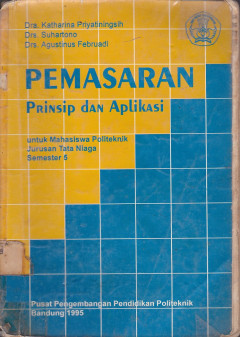 Dra. Katharina Priyatiningsih
Drs. Suhartono
Drs. Agustinus Februadi
PEMASARAN
Prinsip dan Aplikasi
untuk Mahasiswa Politeknik
Jurusan Tata Niaga
Semester 5
Pusat Pengembangan Pendidikan Politeknik
Bandung 1995